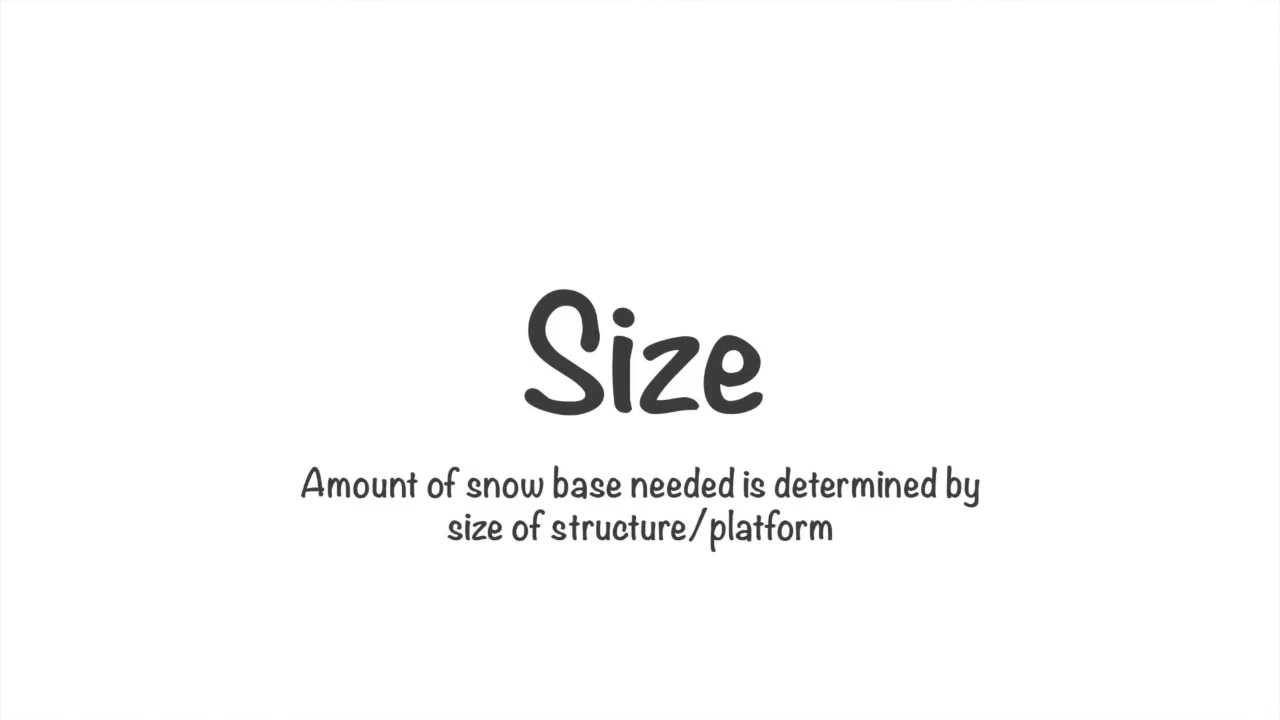 Size
Amount of snow base needed is determined by
size of structure/platform